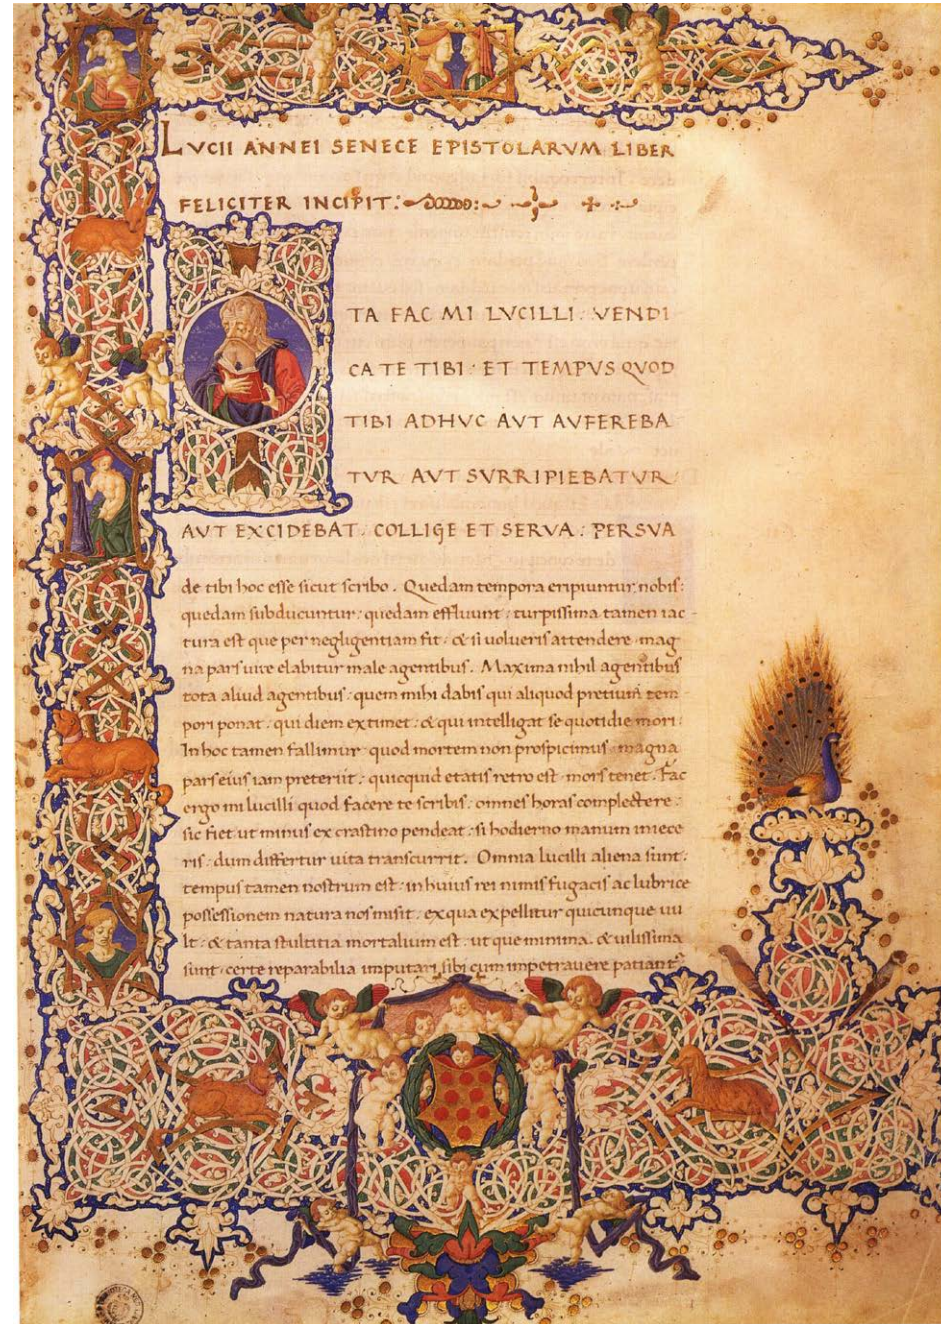 LVCII ANNEI SENECE EPISTOLARVM LIBER
FELICITER INCIPIT:
ITA FAC MI LVCILLI: VENDI
CA TE TIBI: ET TEMPVS QVOD
TIBI ADHVC AVT AVFEREBA
TVR AVT SVRRIPIEBATVR:
AVT EXCIDEBAT. COLLIGE ET SERVA: PERSVA
de tibi hoc esse sicut scribo. Quedam tempora eripiuntur nobis:
quedam subducuntur: quedam effluunt: turpissima tamen iac
tura est que per negligentiam fit: & si uolueris attendere: mag
na pars uite elabitur male agentibus. Maxima nihil agentibus
tota aliud agentibus: quem mihi dabis qui aliquod pretium tem
pori ponat: qui diem extimet: & qui intelligat se quotidie mori:
In hoc tamen fallimur: quod mortem non prospicimus: magna
pars eius iam preteriit: quicquid etatis retro est: mors tenet. Fac
ergo mi lucilli quod facere te scribis: omnes horas complectere:
sic fiet ut minus ex crastino pendeat: si hodierno manum iniece
ris: dum differtur uita transcurrit. Omnia lucilli aliena sunt:
tempus tamen nostrum est: in huius rei nimis fugacis ac lubrice
possessionem natura nos misit: ex qua expellitur quicunque uu
lt: & tanta stultitia mortalium est: ut que minima. & uilissima
sunt: certe reparabilia imputari sibi cum impetrauere patiant᷑